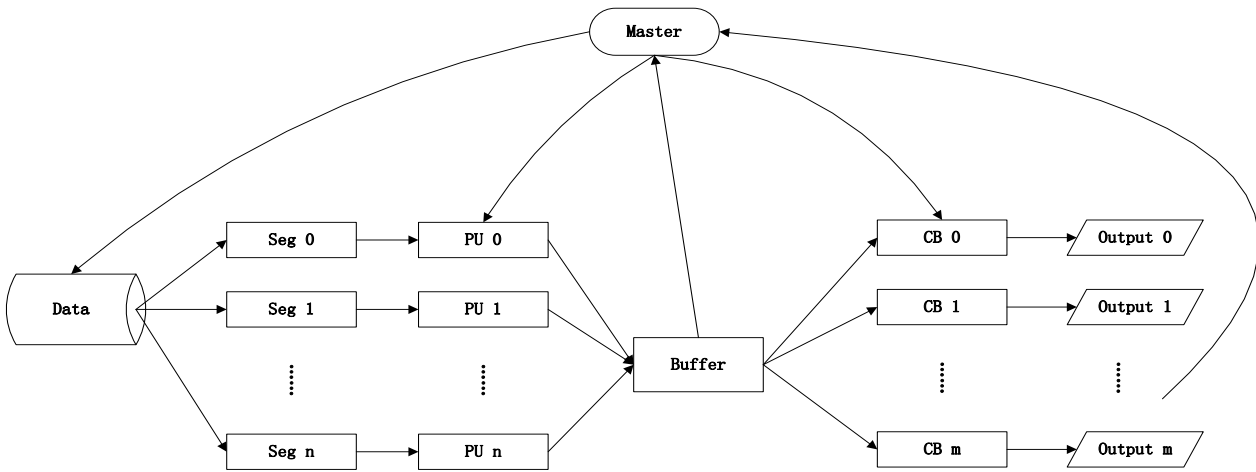 Master
Seg 0
PU 0
CB 0
Output 0
Data
Seg 1
PU 1
CB 1
Output 1
Buffer
Seg n
PU n
CB m
Output m